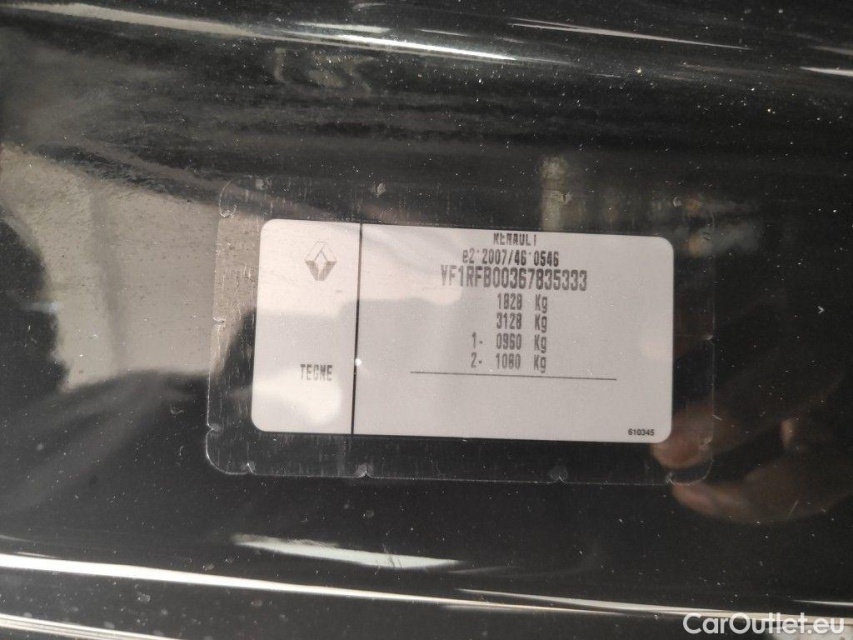 RENAULT
e2*2007/46*0546
VF1RFB00367835333
1828 Kg
3128 Kg
1- 0960 Kg
2- 1080 Kg
TEGNE
610345
CarOutlet.eu